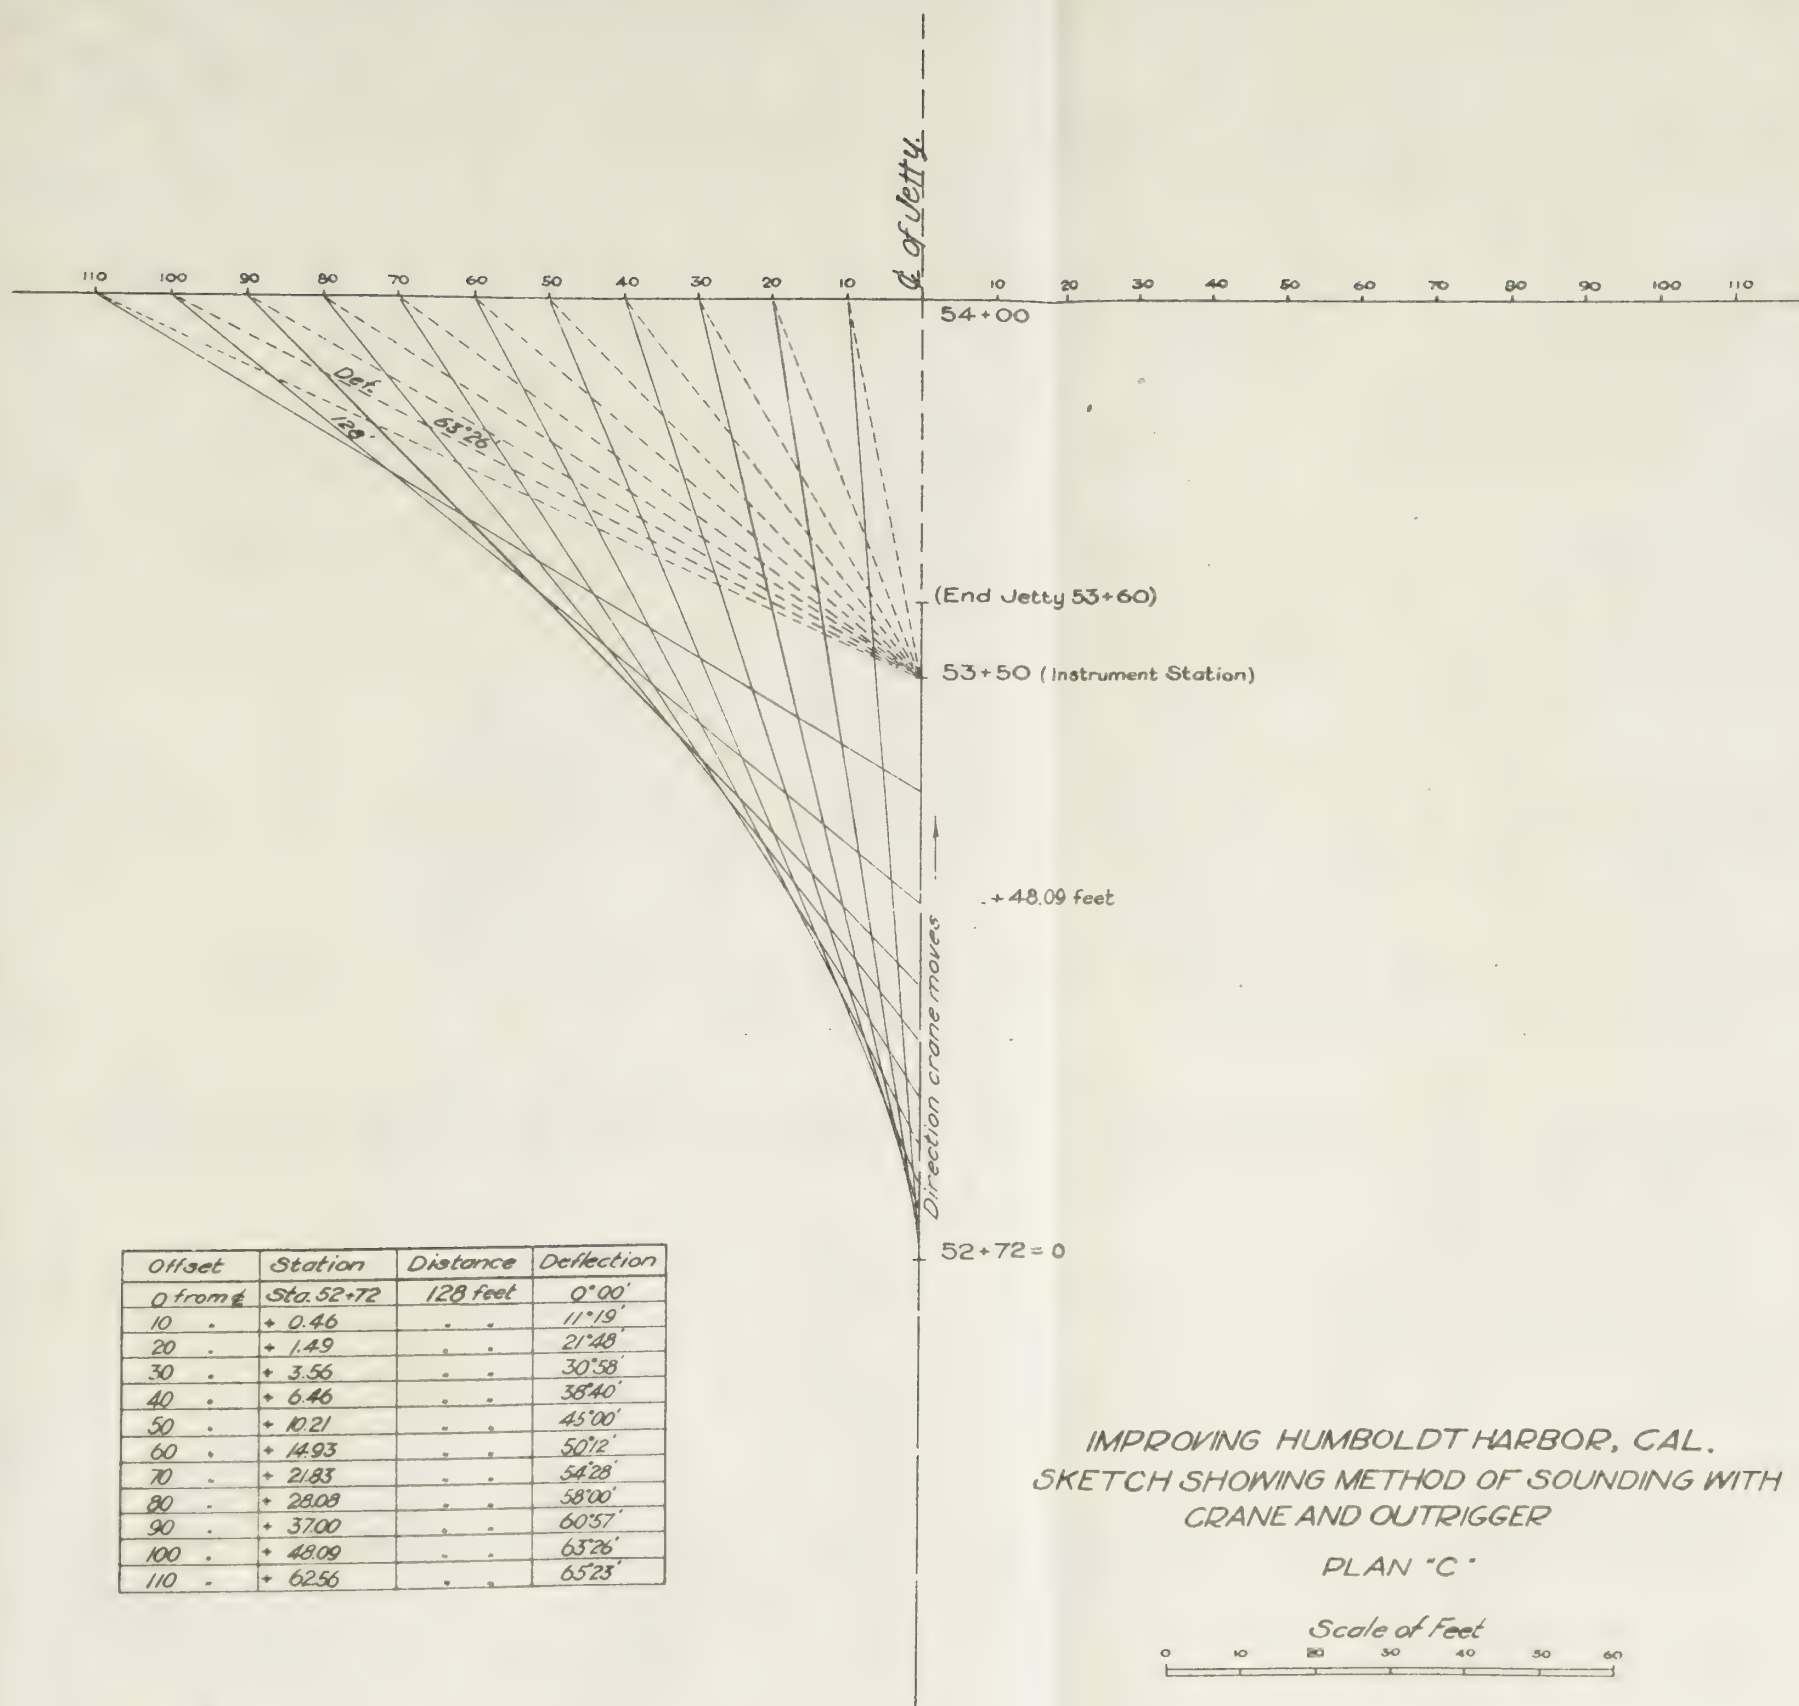 ℄ of Jetty.
110 100 90 80 70 60 50 40 30 20 10 10 20 30 40 50 60 70 80 90 100 110
54+00
Def.
63°26'
128'
(End Jetty 53+60)
53+50 (Instrument Station)
+48.09 feet
Direction crane moves
52+72=0
Offset Station Distance Deflection
0 from ℄ Sta. 52+72 128 feet 0°00'
10 " + 0.46 " " 11°19'
20 " + 1.49 " " 21°48'
30 " + 3.56 " " 30°58'
40 " + 6.46 " " 38°40'
50 " + 10.21 " " 45°00'
60 " + 14.93 " " 50°12'
70 " + 21.83 " " 54°28'
80 " + 28.08 " " 58°00'
90 " + 37.00 " " 60°57'
100 " + 48.09 " " 63°26'
110 " + 62.56 " " 65°23'
IMPROVING HUMBOLDT HARBOR, CAL.
SKETCH SHOWING METHOD OF SOUNDING WITH
CRANE AND OUTRIGGER
PLAN "C"
Scale of Feet
0 10 20 30 40 50 60